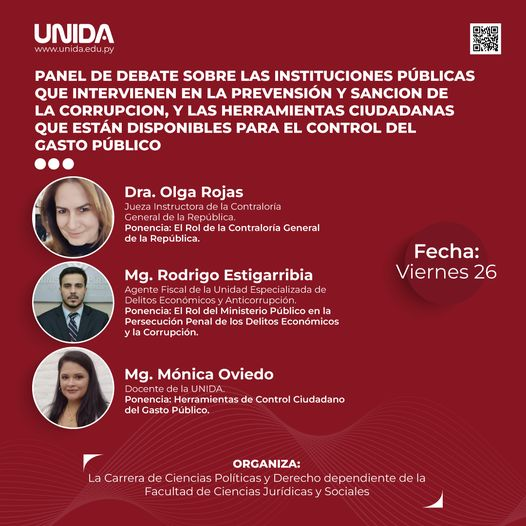 UNIDA
www.unida.edu.py
PANEL DE DEBATE SOBRE LAS INSTITUCIONES PÚBLICAS
QUE INTERVIENEN EN LA PREVENSIÓN Y SANCION DE
LA CORRUPCION, Y LAS HERRAMIENTAS CIUDADANAS
QUE ESTÁN DISPONIBLES PARA EL CONTROL DEL
GASTO PÚBLICO
Dra. Olga Rojas
Jueza Instructora de la Contraloría
General de la República.
Ponencia: El Rol de la Contraloría General
de la República.
Fecha:
Viernes 26
Mg. Rodrigo Estigarribia
Agente Fiscal de la Unidad Especializada de
Delitos Económicos y Anticorrupción.
Ponencia: El Rol del Ministerio Público en la
Persecución Penal de los Delitos Económicos
y la Corrupción.
Mg. Mónica Oviedo
Docente de la UNIDA.
Ponencia: Herramientas de Control Ciudadano
del Gasto Público.
ORGANIZA:
La Carrera de Ciencias Políticas y Derecho dependiente de la
Facultad de Ciencias Jurídicas y Sociales